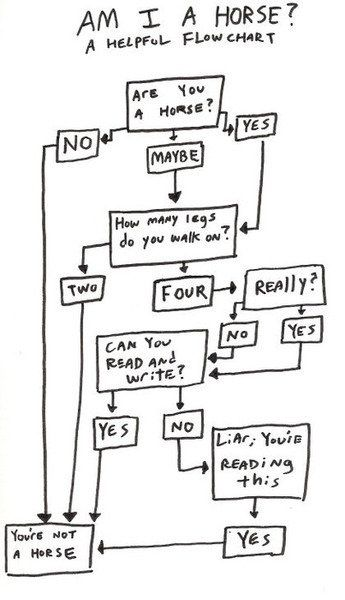 AM I A HORSE?
A HELPFUL FLOWCHART
ARE YOU
A HORSE?
NO
YES
MAYBE
HOW MANY LEGS
do you WALK ON?
TWO
FOUR
REALLY?
NO
YES
CAN YOU
READ AND
WRITE?
YES
NO
LIAR; YOU'RE
READING
this
YOU'RE NOT
A HORSE
YES